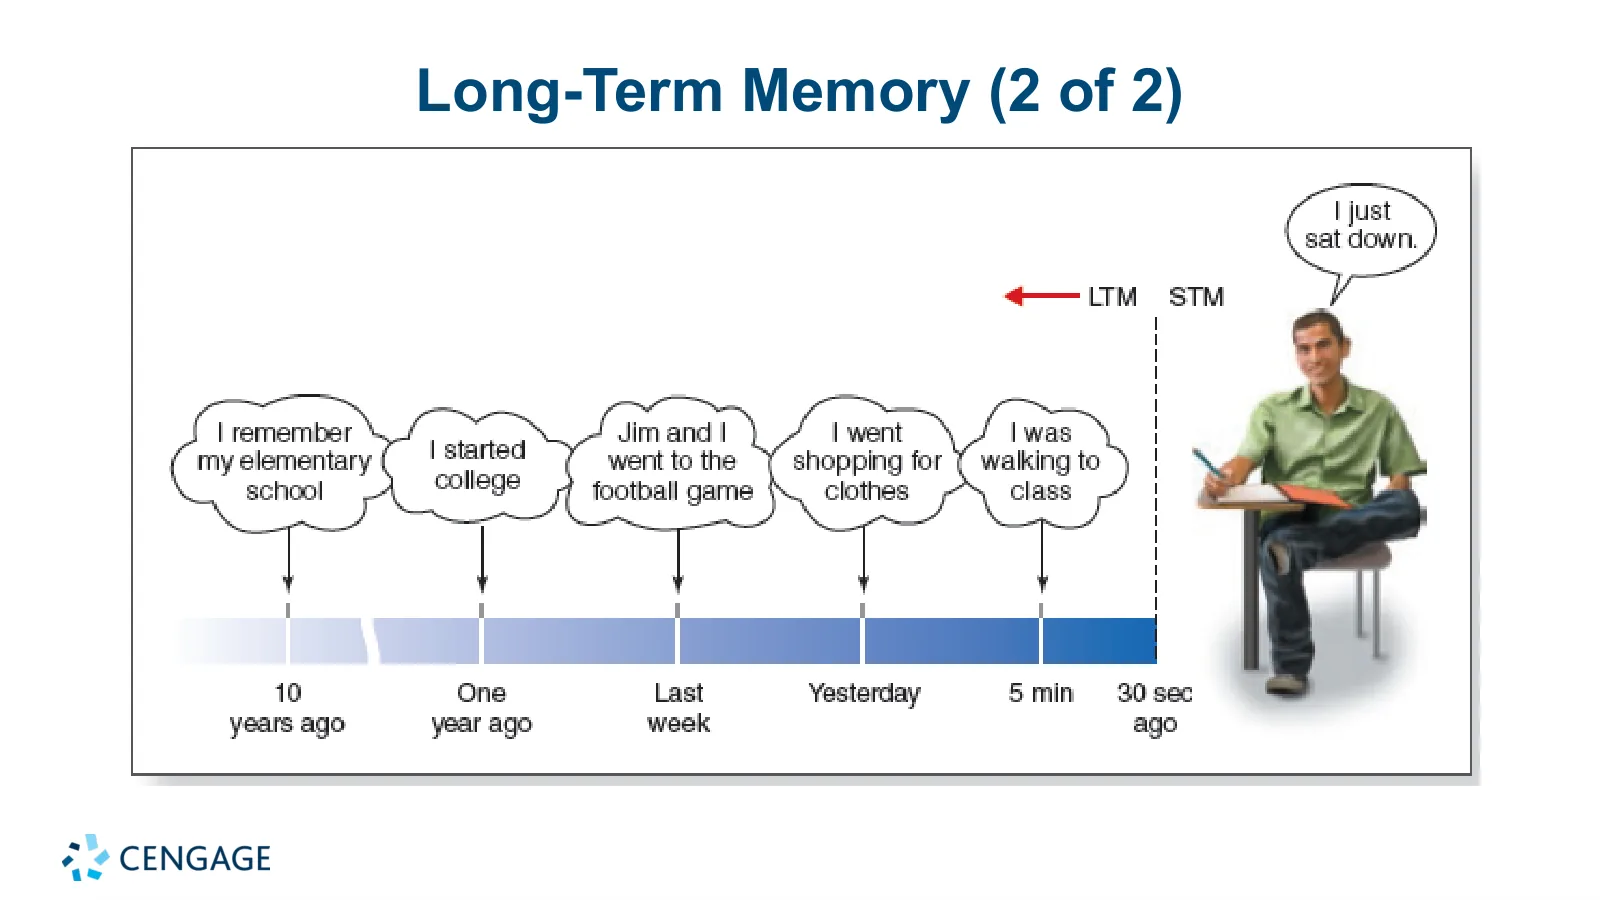 Long-Term Memory (2 of 2)
I just
sat down.
LTM STM
I remember
my elementary
school
I started
college
Jim and I
went to the
football game
I went
shopping for
clothes
I was
walking to
class
10
years ago
One
year ago
Last
week
Yesterday
5 min
30 sec
ago
CENGAGE